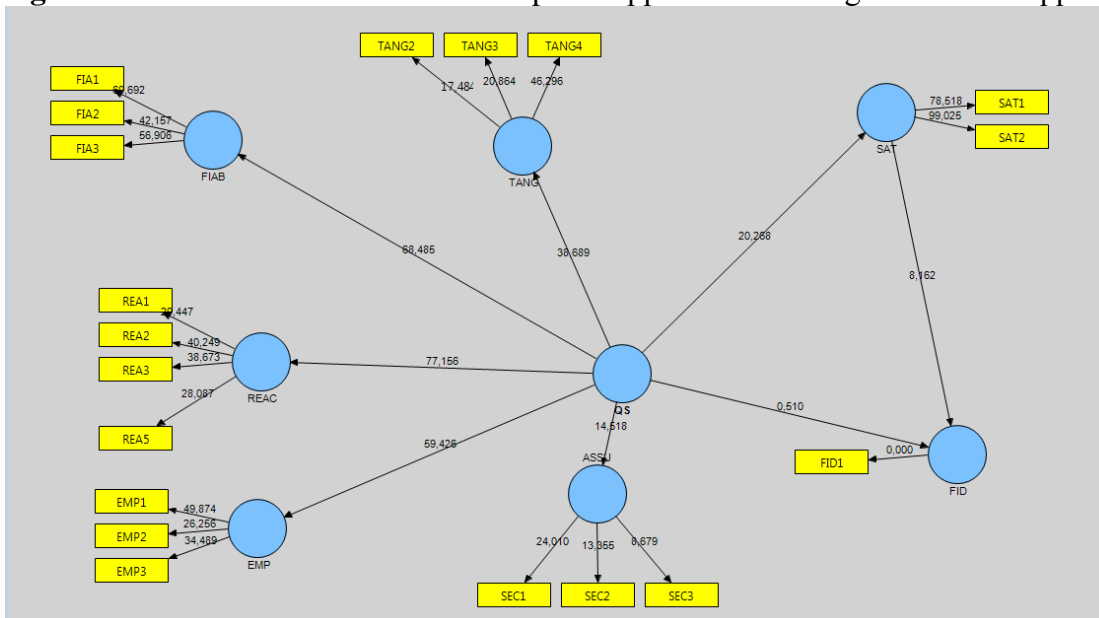 TANG2 TANG3 TANG4
17,484 20,864 46,296
FIA1
FIA2
FIA3
42,157
56,906
FIAB
TANG
SAT1
SAT2
78,518
99,025
SAT
68,485
38,689
20,268
8,162
REA1
REA2
REA3
REA5
40,249
38,673
28,087
REAC
77,156
QS
14,518
0,510
59,426
ASSU
FID1
0,000
FID
EMP1
EMP2
EMP3
49,874
26,256
34,489
EMP
24,010 13,355 8,679
SEC1 SEC2 SEC3